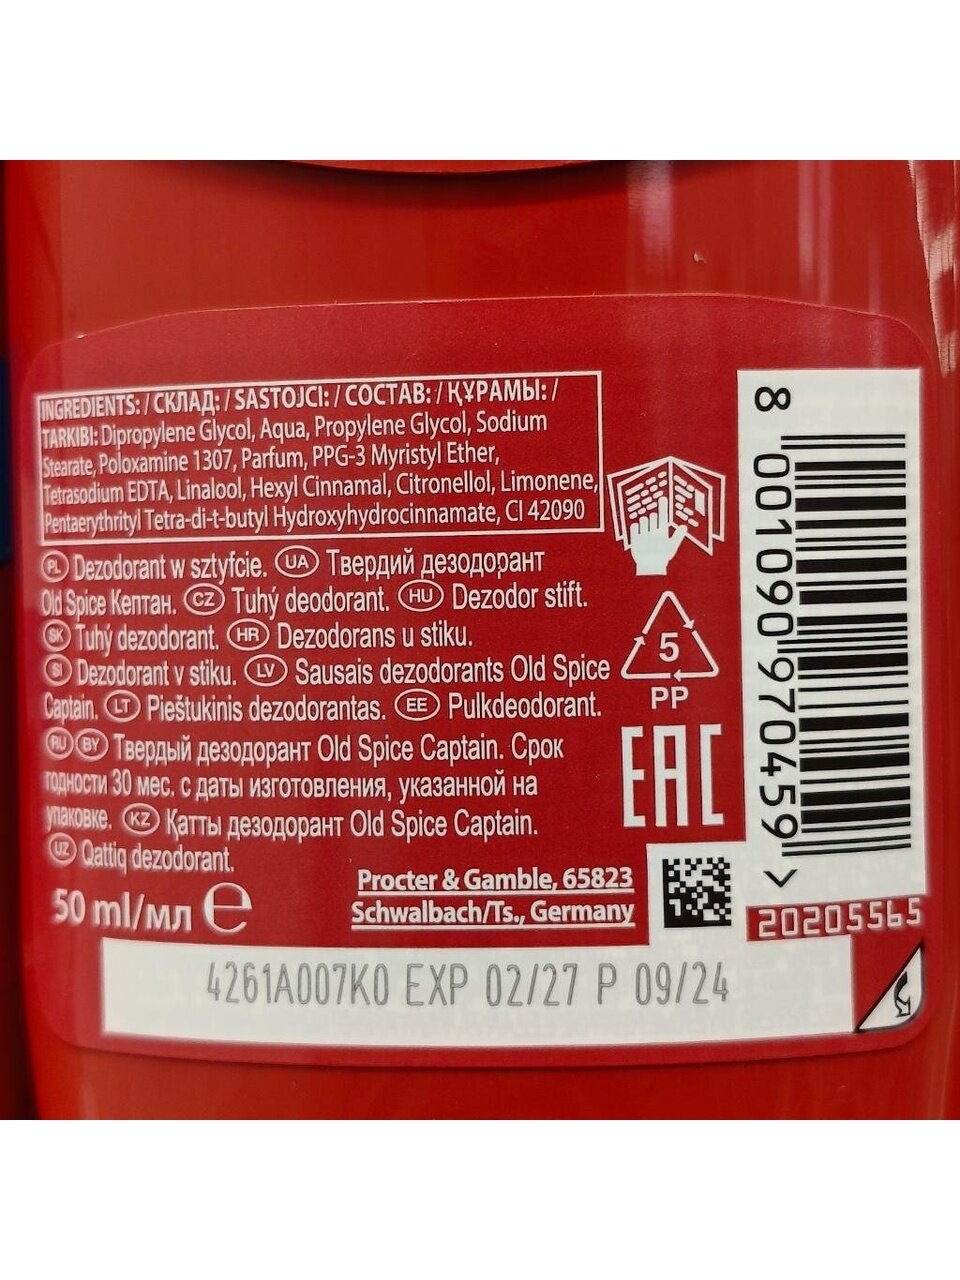 INGREDIENTS: / СКЛАД: / SASTOJCI: / СОСТАВ: / ҚҰРАМЫ: /
TARKIBI: Dipropylene Glycol, Aqua, Propylene Glycol, Sodium
Stearate, Poloxamine 1307, Parfum, PPG-3 Myristyl Ether,
Tetrasodium EDTA, Linalool, Hexyl Cinnamal, Citronellol, Limonene,
Pentaerythrityl Tetra-di-t-butyl Hydroxyhydrocinnamate, CI 42090
PL Dezodorant w sztyfcie. UA Твердий дезодорант
Old Spice Кептан. CZ Tuhý deodorant. HU Dezodor stift.
SK Tuhý dezodorant. HR Dezodorans u stiku.
SI Dezodorant v stiku. LV Sausais dezodorants Old Spice
Captain. LT Pieštukinis dezodorantas. EE Pulkdeodorant.
RU BY Твердый дезодорант Old Spice Captain. Срок
годности 30 мес. с даты изготовления, указанной на
упаковке. KZ Қатты дезодорант Old Spice Captain.
UZ Qattiq dezodorant.
50 ml/мл e
Procter & Gamble, 65823
Schwalbach/Ts., Germany
5
PP
EAC
8 001090 970459 >
20205565
4261A007K0 EXP 02/27 P 09/24